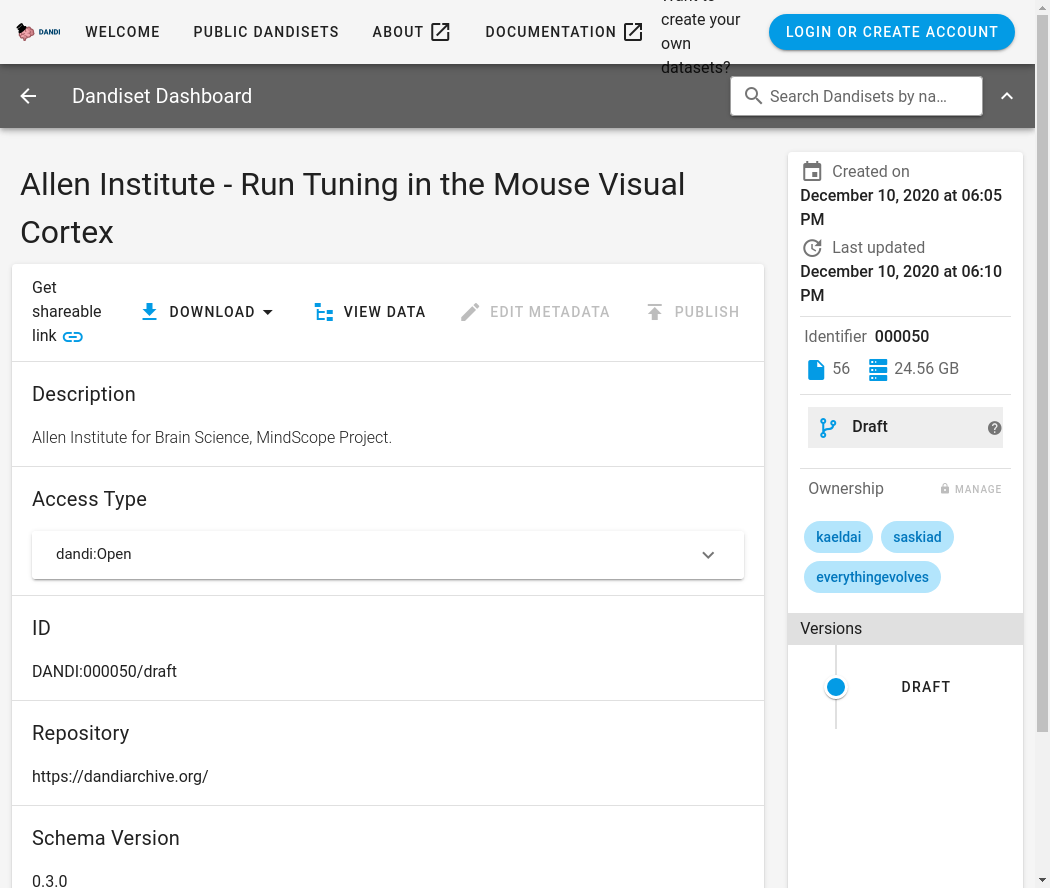 DANDI
WELCOME
PUBLIC DANDISETS
ABOUT
DOCUMENTATION
create your
own
datasets?
LOGIN OR CREATE ACCOUNT
Dandiset Dashboard
Search Dandisets by na…
Allen Institute - Run Tuning in the Mouse Visual
Cortex
Get
shareable
link
DOWNLOAD
VIEW DATA
EDIT METADATA
PUBLISH
Description
Allen Institute for Brain Science, MindScope Project.
Access Type
dandi:Open
ID
DANDI:000050/draft
Repository
https://dandiarchive.org/
Schema Version
0.3.0
Created on
December 10, 2020 at 06:05
PM
Last updated
December 10, 2020 at 06:10
PM
Identifier 000050
56
24.56 GB
Draft
?
Ownership
MANAGE
kaeldai
saskiad
everythingevolves
Versions
DRAFT